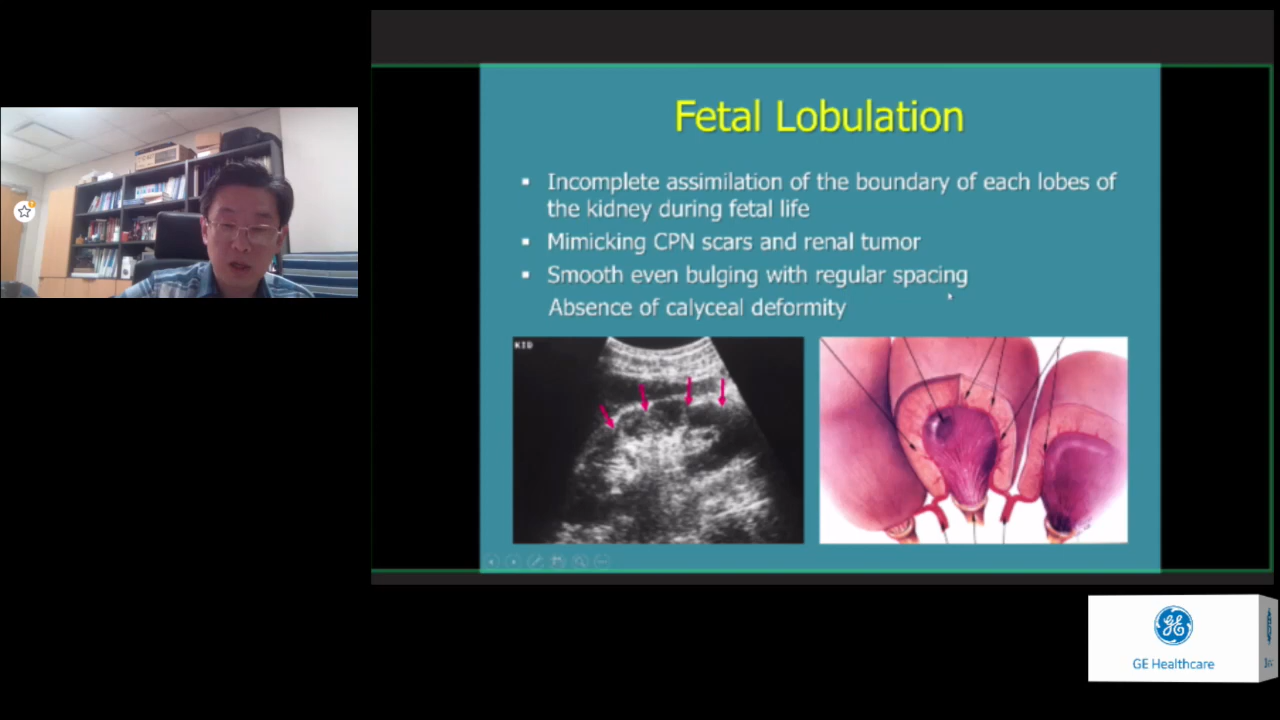 Fetal Lobulation
▪ Incomplete assimilation of the boundary of each lobes of
the kidney during fetal life
▪ Mimicking CPN scars and renal tumor
▪ Smooth even bulging with regular spacing
Absence of calyceal deformity
KID
GE Healthcare